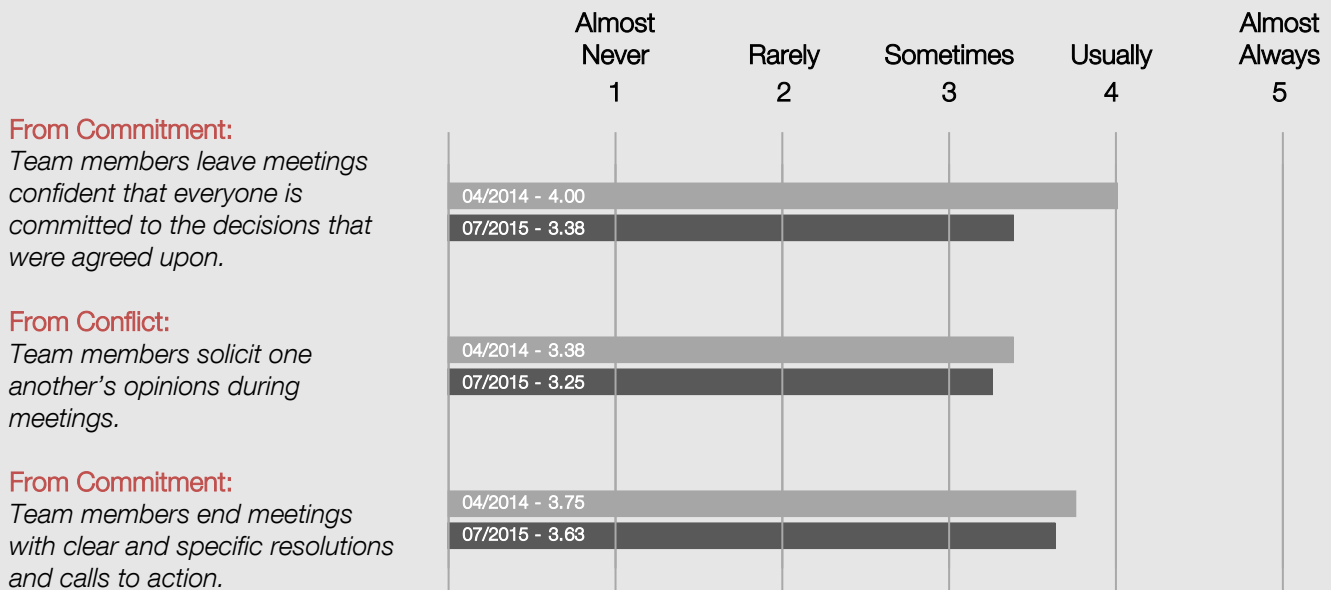 Almost Never
Rarely
Sometimes
Usually
Almost Always
1
2
3
4
5
From Commitment:
Team members leave meetings
confident that everyone is
committed to the decisions that
were agreed upon.
04/2014 - 4.00
07/2015 - 3.38
From Conflict:
Team members solicit one
another’s opinions during
meetings.
04/2014 - 3.38
07/2015 - 3.25
From Commitment:
Team members end meetings
with clear and specific resolutions
and calls to action.
04/2014 - 3.75
07/2015 - 3.63